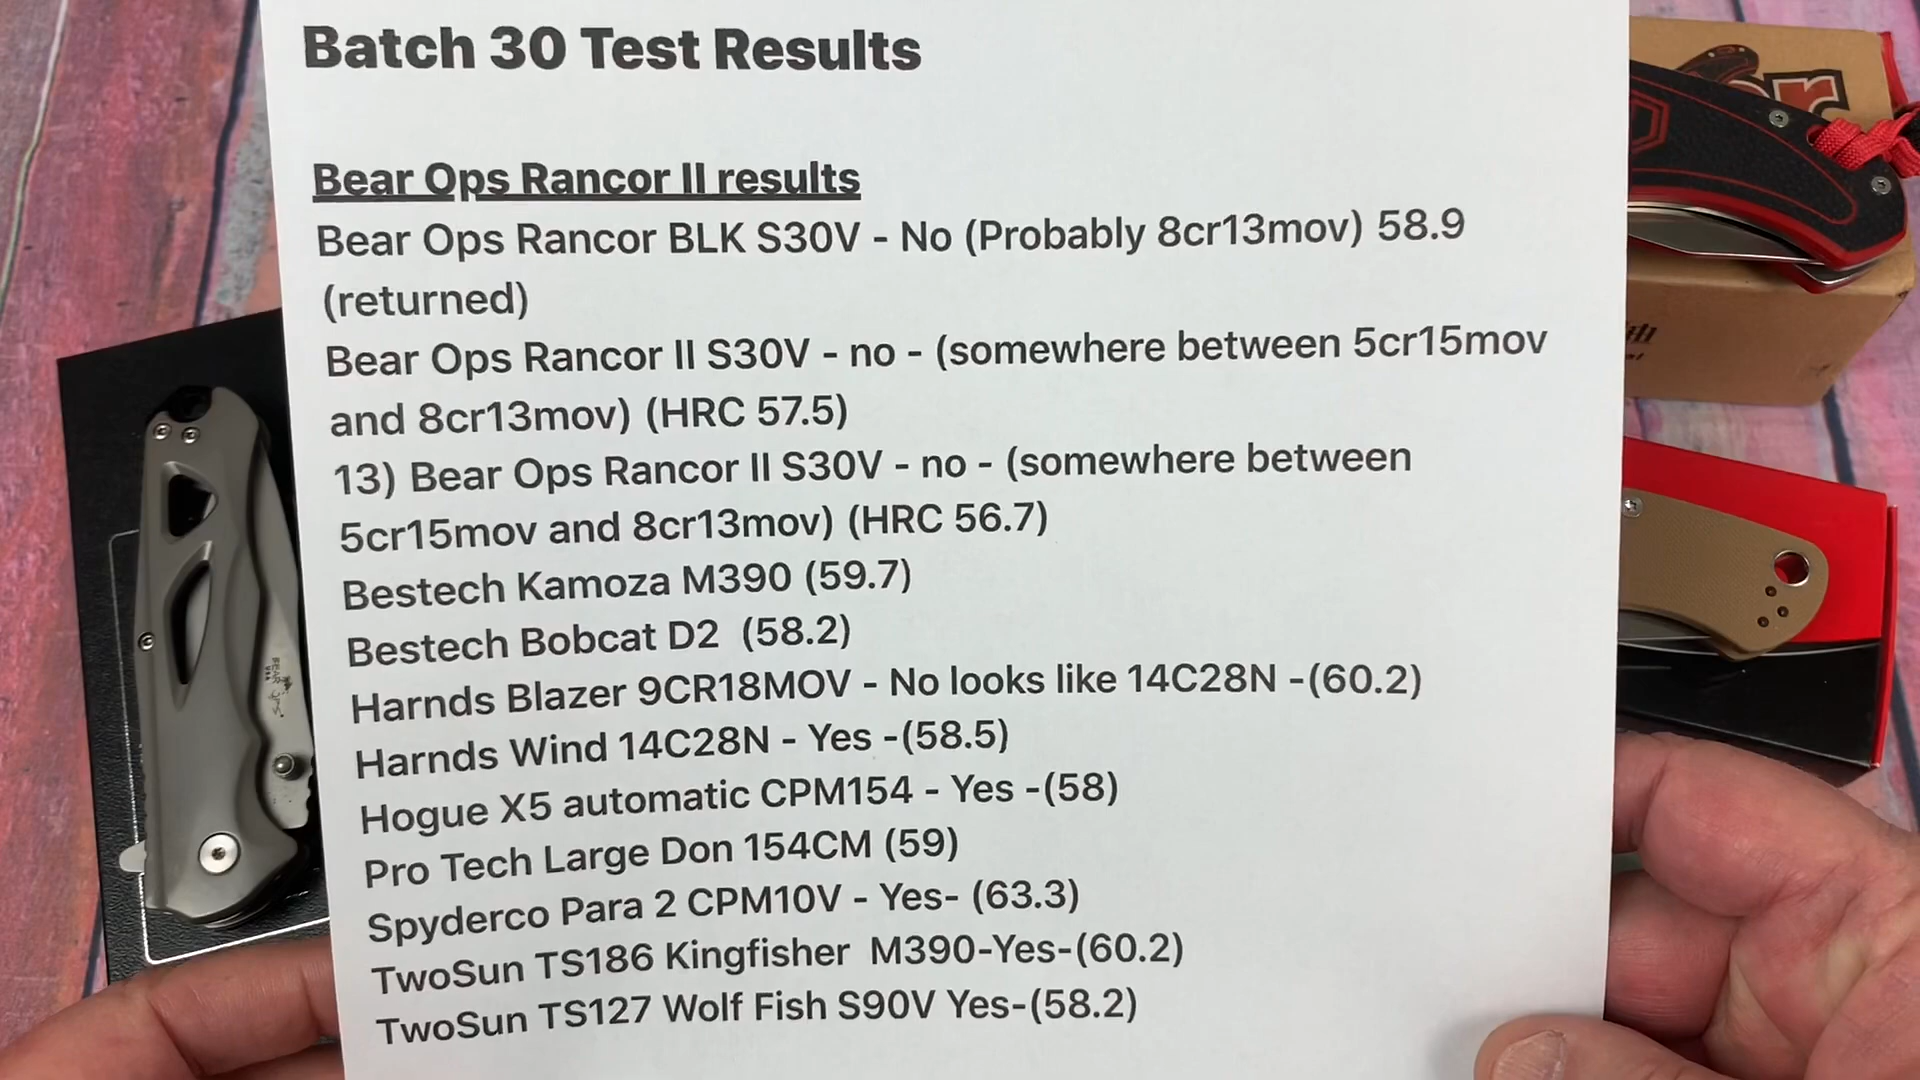 Batch 30 Test Results
Bear Ops Rancor II results
Bear Ops Rancor BLK S30V - No (Probably 8cr13mov) 58.9
(returned)
Bear Ops Rancor II S30V - no - (somewhere between 5cr15mov
and 8cr13mov) (HRC 57.5)
13) Bear Ops Rancor II S30V - no - (somewhere between
5cr15mov and 8cr13mov) (HRC 56.7)
Bestech Kamoza M390 (59.7)
Bestech Bobcat D2  (58.2)
Harnds Blazer 9CR18MOV - No looks like 14C28N -(60.2)
Harnds Wind 14C28N - Yes -(58.5)
Hogue X5 automatic CPM154 - Yes -(58)
Pro Tech Large Don 154CM (59)
Spyderco Para 2 CPM10V - Yes- (63.3)
TwoSun TS186 Kingfisher  M390-Yes-(60.2)
TwoSun TS127 Wolf Fish S90V Yes-(58.2)
BEAR OPS
USA